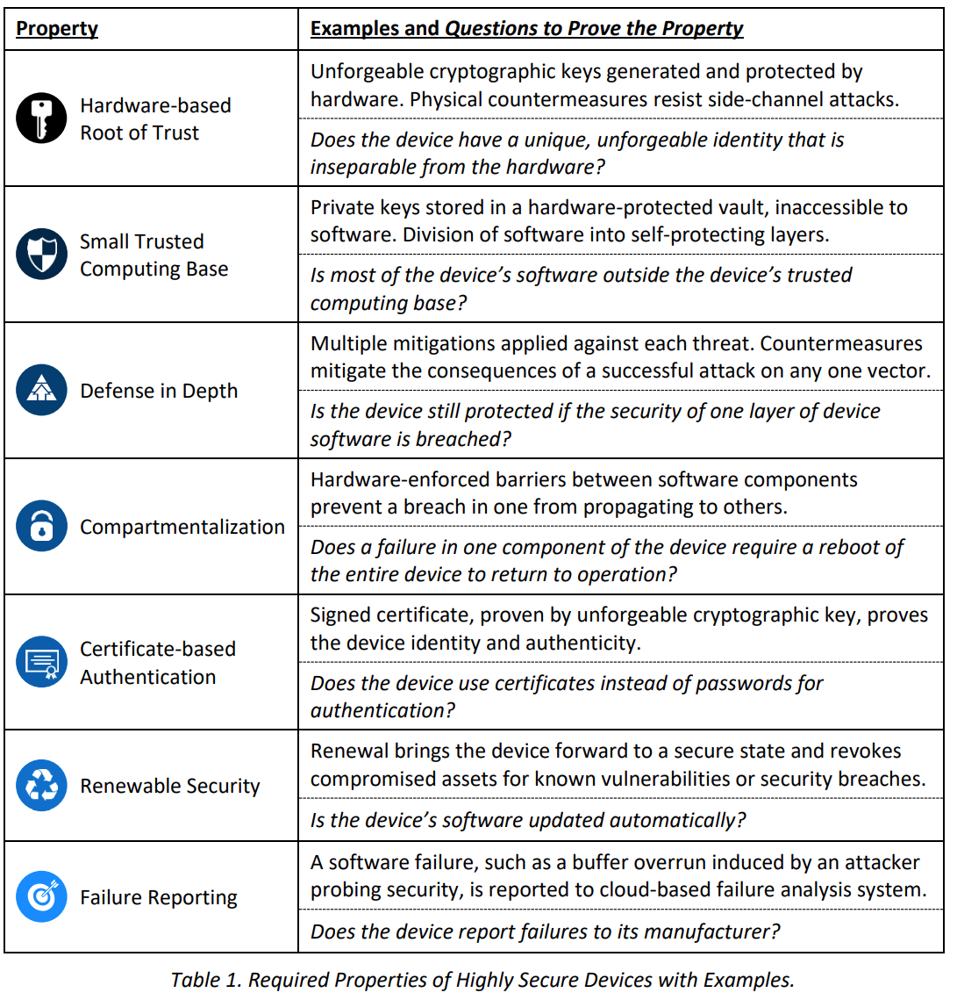 Property
Examples and Questions to Prove the Property
Hardware-based
Root of Trust
Unforgeable cryptographic keys generated and protected by
hardware. Physical countermeasures resist side-channel attacks.
Does the device have a unique, unforgeable identity that is
inseparable from the hardware?
Small Trusted
Computing Base
Private keys stored in a hardware-protected vault, inaccessible to
software. Division of software into self-protecting layers.
Is most of the device’s software outside the device’s trusted
computing base?
Defense in Depth
Multiple mitigations applied against each threat. Countermeasures
mitigate the consequences of a successful attack on any one vector.
Is the device still protected if the security of one layer of device
software is breached?
Compartmentalization
Hardware-enforced barriers between software components
prevent a breach in one from propagating to others.
Does a failure in one component of the device require a reboot of
the entire device to return to operation?
Certificate-based
Authentication
Signed certificate, proven by unforgeable cryptographic key, proves
the device identity and authenticity.
Does the device use certificates instead of passwords for
authentication?
Renewable Security
Renewal brings the device forward to a secure state and revokes
compromised assets for known vulnerabilities or security breaches.
Is the device’s software updated automatically?
Failure Reporting
A software failure, such as a buffer overrun induced by an attacker
probing security, is reported to cloud-based failure analysis system.
Does the device report failures to its manufacturer?
Table 1. Required Properties of Highly Secure Devices with Examples.